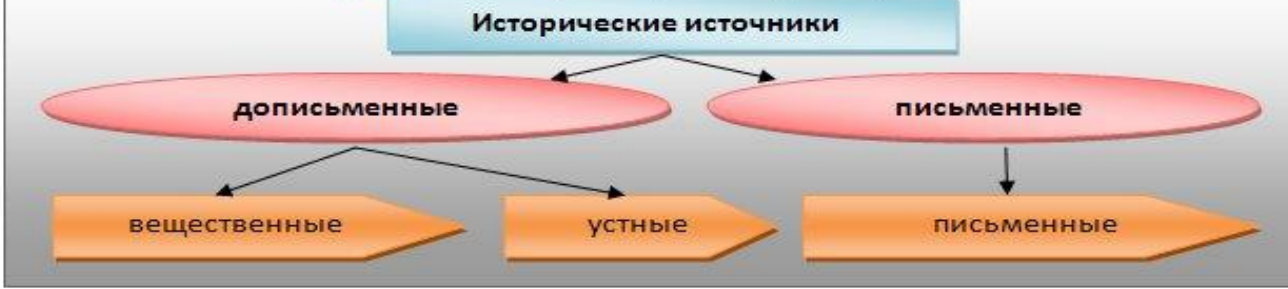 Исторические источники
дописьменные
письменные
вещественные
устные
письменные